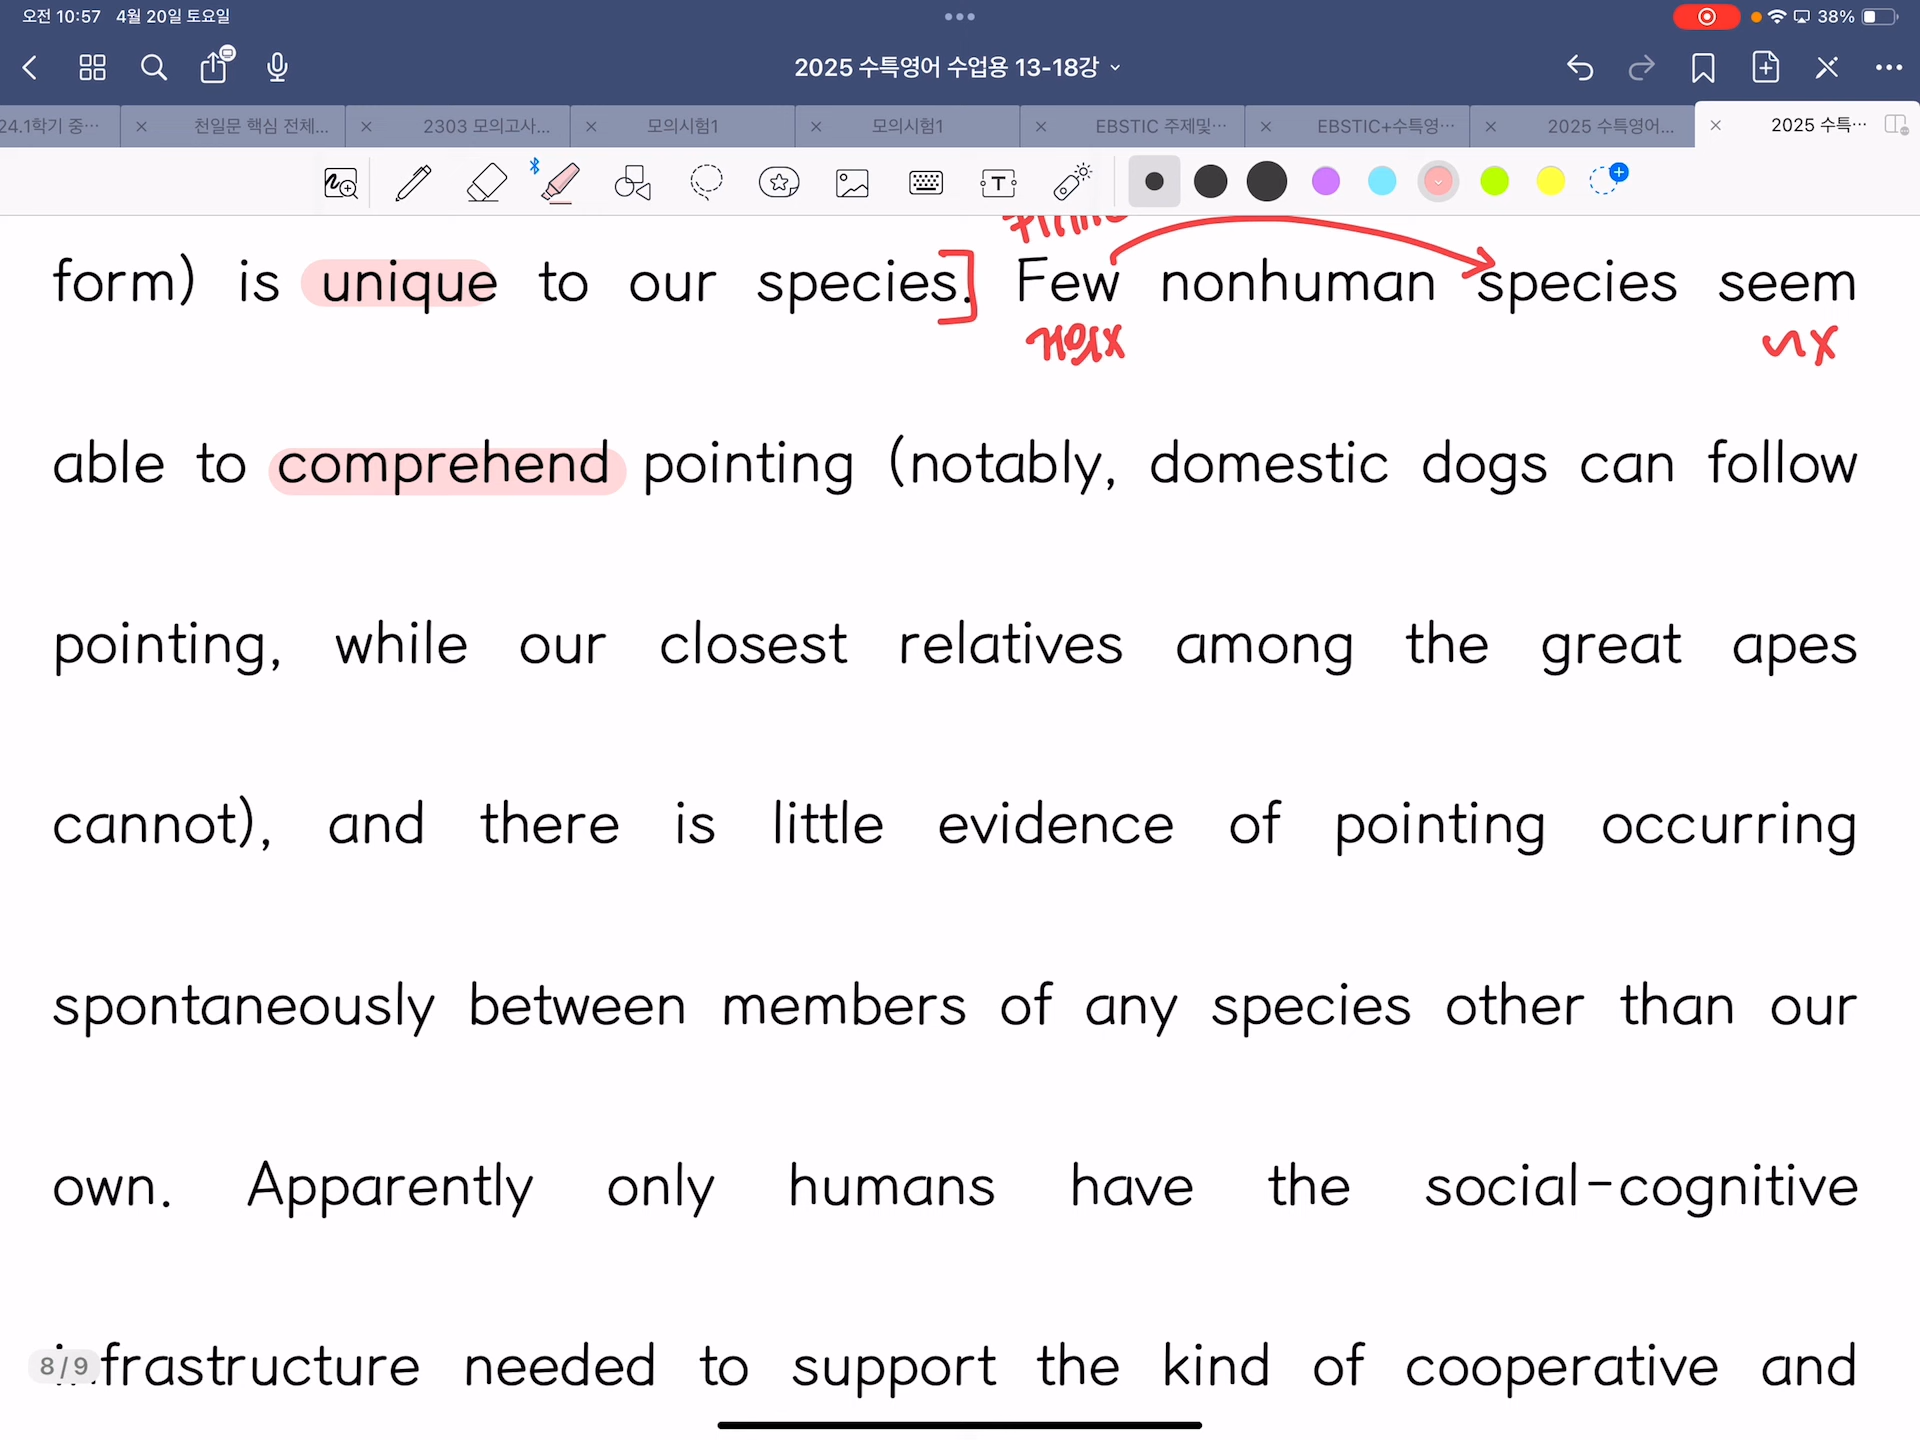 오전 10:57 4월 20일 토요일
38%
2025 수특영어 수업용 13-18강
24.1학기 중···
천일문 핵심 전체...
2303 모의고사...
모의시험1
모의시험1
EBSTIC 주제및···
EBSTIC+수특영···
2025 수특영어...
2025 수특···
form) is unique to our species. Few nonhuman species seem
거의X
able to comprehend pointing (notably, domestic dogs can follow
pointing, while our closest relatives among the great apes
cannot), and there is little evidence of pointing occurring
spontaneously between members of any species other than our
own. Apparently only humans have the social-cognitive
infrastructure needed to support the kind of cooperative and
8/9